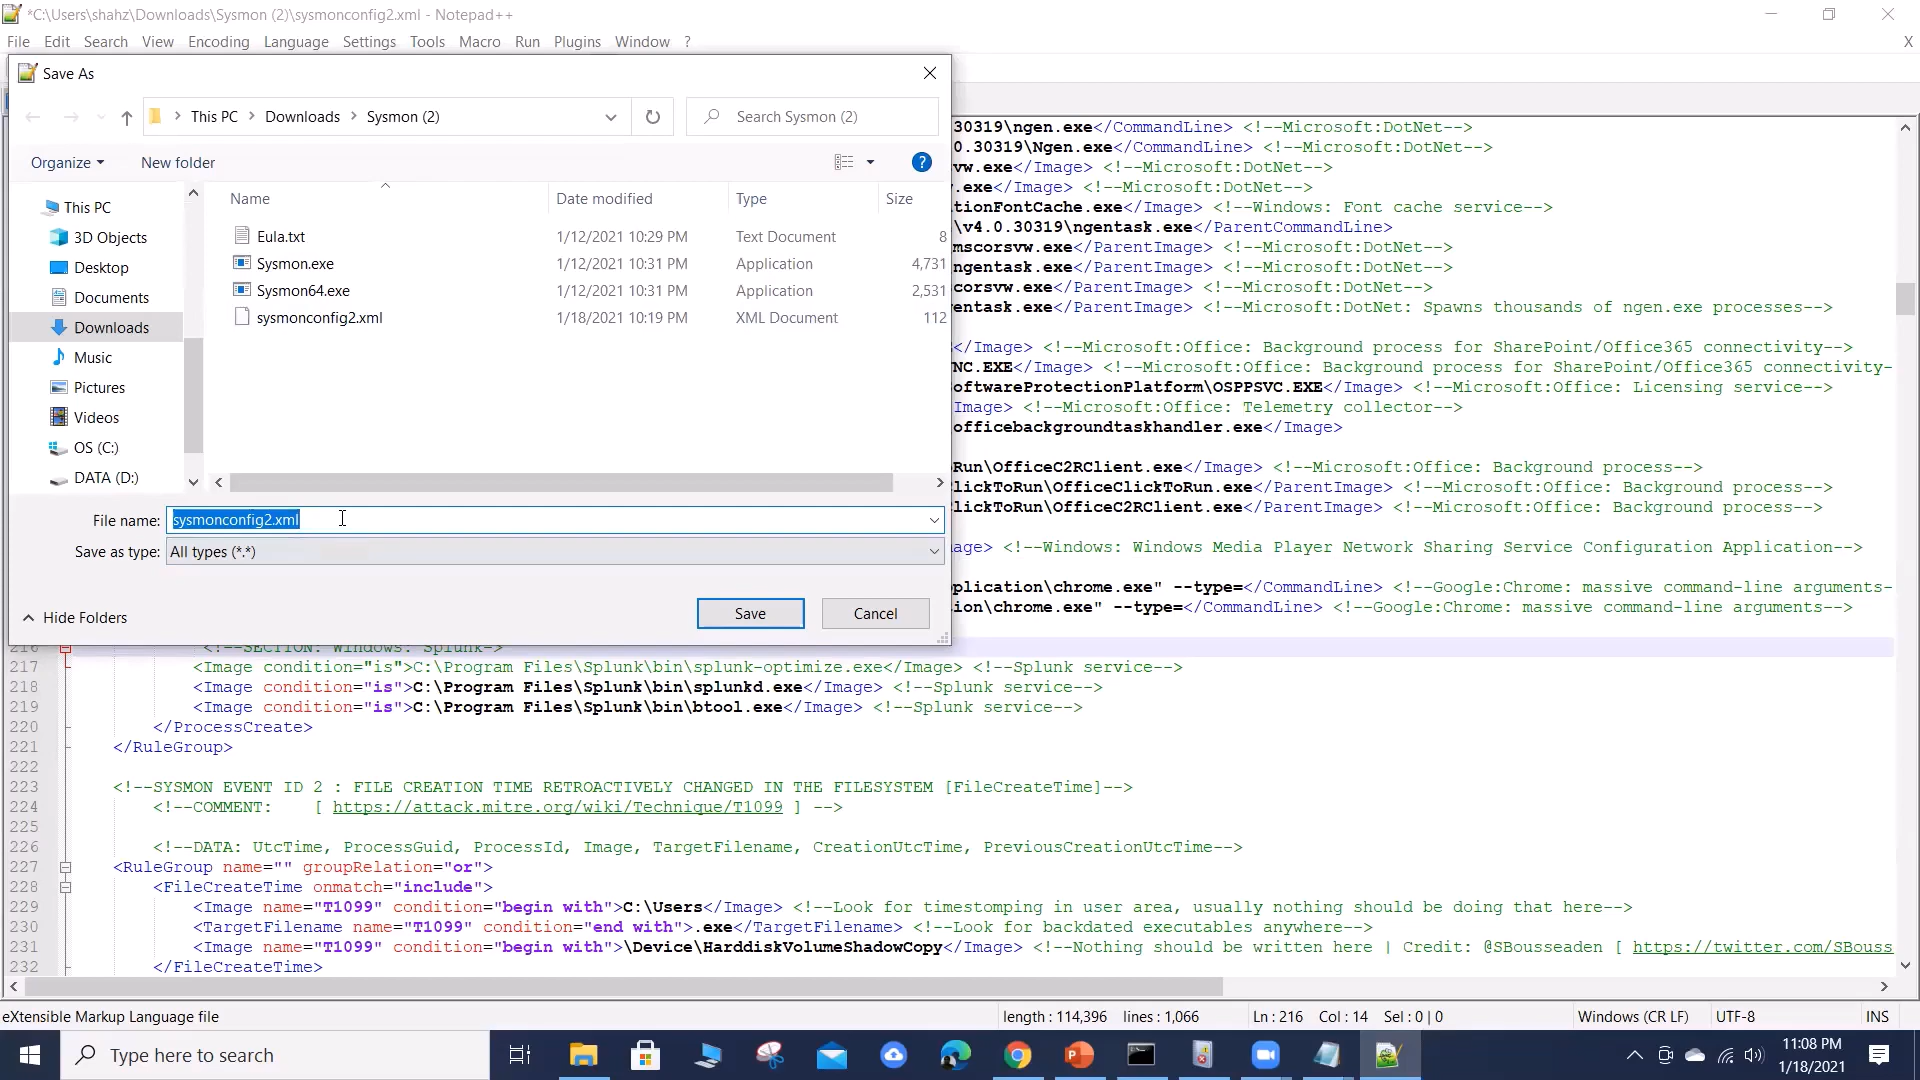 *C:\Users\shahz\Downloads\Sysmon (2)\sysmonconfig2.xml - Notepad++
File Edit Search View Encoding Language Settings Tools Macro Run Plugins Window ? X
Save As
This PC > Downloads > Sysmon (2)
Search Sysmon (2)
Organize New folder
This PC
3D Objects
Desktop
Documents
Downloads
Music
Pictures
Videos
OS (C:)
DATA (D:)
Name Date modified Type Size
Eula.txt 1/12/2021 10:29 PM Text Document 8
Sysmon.exe 1/12/2021 10:31 PM Application 4,731
Sysmon64.exe 1/12/2021 10:31 PM Application 2,531
sysmonconfig2.xml 1/18/2021 10:19 PM XML Document 112
File name: sysmonconfig2.xml
Save as type: All types (*.*)
Hide Folders Save Cancel
30319\ngen.exe</CommandLine> <!--Microsoft:DotNet-->
0.30319\Ngen.exe</CommandLine> <!--Microsoft:DotNet-->
vw.exe</Image> <!--Microsoft:DotNet-->
.exe</Image> <!--Microsoft:DotNet-->
tionFontCache.exe</Image> <!--Windows: Font cache service-->
\v4.0.30319\ngentask.exe</ParentCommandLine>
mscorsvw.exe</ParentImage> <!--Microsoft:DotNet-->
ngentask.exe</ParentImage> <!--Microsoft:DotNet-->
corsvw.exe</ParentImage> <!--Microsoft:DotNet-->
entask.exe</ParentImage> <!--Microsoft:DotNet: Spawns thousands of ngen.exe processes-->
</Image> <!--Microsoft:Office: Background process for SharePoint/Office365 connectivity-->
NC.EXE</Image> <!--Microsoft:Office: Background process for SharePoint/Office365 connectivity-
oftwareProtectionPlatform\OSPPSVC.EXE</Image> <!--Microsoft:Office: Licensing service-->
Image> <!--Microsoft:Office: Telemetry collector-->
officebackgroundtaskhandler.exe</Image>
Run\OfficeC2RClient.exe</Image> <!--Microsoft:Office: Background process-->
lickToRun\OfficeClickToRun.exe</ParentImage> <!--Microsoft:Office: Background process-->
lickToRun\OfficeC2RClient.exe</ParentImage> <!--Microsoft:Office: Background process-->
age> <!--Windows: Windows Media Player Network Sharing Service Configuration Application-->
pplication\chrome.exe" --type=</CommandLine> <!--Google:Chrome: massive command-line arguments-
ion\chrome.exe" --type=</CommandLine> <!--Google:Chrome: massive command-line arguments-->
216 <!--SECTION: Windows: Splunk->
217 <Image condition="is">C:\Program Files\Splunk\bin\splunk-optimize.exe</Image> <!--Splunk service-->
218 <Image condition="is">C:\Program Files\Splunk\bin\splunkd.exe</Image> <!--Splunk service-->
219 <Image condition="is">C:\Program Files\Splunk\bin\btool.exe</Image> <!--Splunk service-->
220 </ProcessCreate>
221 </RuleGroup>
222
223 <!--SYSMON EVENT ID 2 : FILE CREATION TIME RETROACTIVELY CHANGED IN THE FILESYSTEM [FileCreateTime]-->
224 <!--COMMENT: [ https://attack.mitre.org/wiki/Technique/T1099 ] -->
225
226 <!--DATA: UtcTime, ProcessGuid, ProcessId, Image, TargetFilename, CreationUtcTime, PreviousCreationUtcTime-->
227 <RuleGroup name="" groupRelation="or">
228 <FileCreateTime onmatch="include">
229 <Image name="T1099" condition="begin with">C:\Users</Image> <!--Look for timestomping in user area, usually nothing should be doing that here-->
230 <TargetFilename name="T1099" condition="end with">.exe</TargetFilename> <!--Look for backdated executables anywhere-->
231 <Image name="T1099" condition="begin with">\Device\HarddiskVolumeShadowCopy</Image> <!--Nothing should be written here | Credit: @SBousseaden [ https://twitter.com/SBouss
232 </FileCreateTime>
eXtensible Markup Language file length : 114,396 lines : 1,066 Ln : 216 Col : 14 Sel : 0 | 0 Windows (CR LF) UTF-8 INS
Type here to search
11:08 PM
1/18/2021